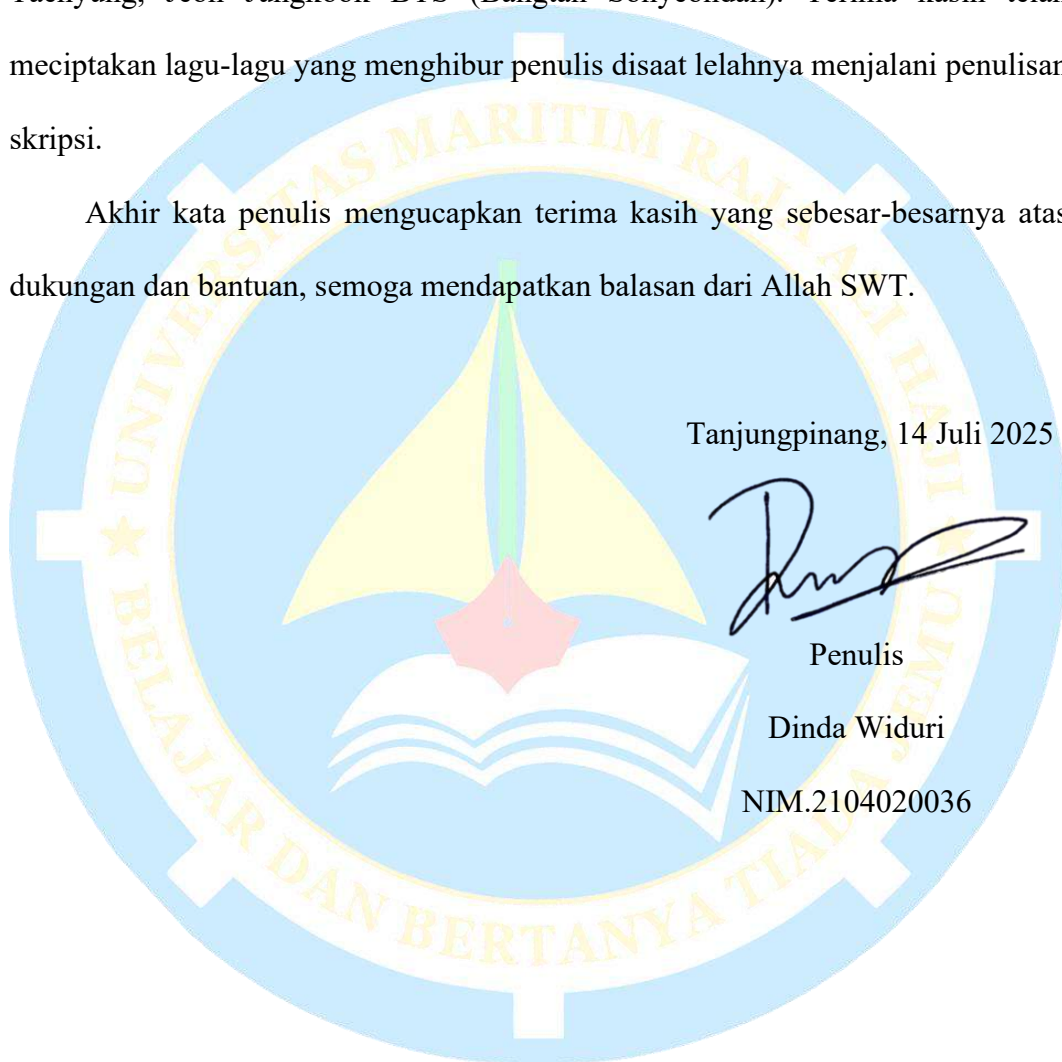 Taehyung, Jeon Jungkook BTS (Bangtan Sonyeondan). Terima kasih telah
meciptakan lagu-lagu yang menghibur penulis disaat lelahnya menjalani penulisan
skripsi.
Akhir kata penulis mengucapkan terima kasih yang sebesar-besarnya atas
dukungan dan bantuan, semoga mendapatkan balasan dari Allah SWT.
UNIVERSITAS MARITIM RAJA ALI HAJI
BELAJAR DAN BERTANYA TIADA JEMU
Tanjungpinang, 14 Juli 2025
Penulis
Dinda Widuri
NIM.2104020036